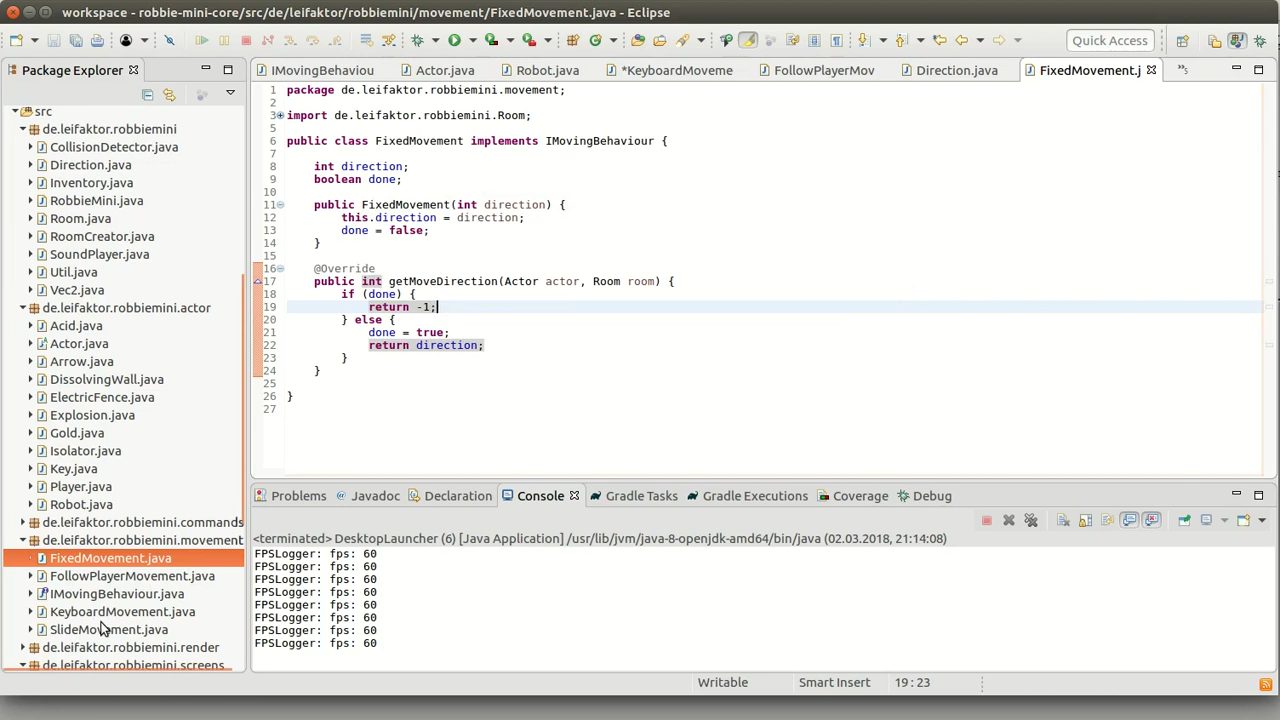 workspace - robbie-mini-core/src/de/leifaktor/robbiemini/movement/FixedMovement.java - Eclipse
Quick Access
Package Explorer
src
de.leifaktor.robbiemini
CollisionDetector.java
Direction.java
Inventory.java
RobbieMini.java
Room.java
RoomCreator.java
SoundPlayer.java
Util.java
Vec2.java
de.leifaktor.robbiemini.actor
Acid.java
Actor.java
Arrow.java
DissolvingWall.java
ElectricFence.java
Explosion.java
Gold.java
Isolator.java
Key.java
Player.java
Robot.java
de.leifaktor.robbiemini.commands
de.leifaktor.robbiemini.movement
FixedMovement.java
FollowPlayerMovement.java
IMovingBehaviour.java
KeyboardMovement.java
SlideMovement.java
de.leifaktor.robbiemini.render
de.leifaktor.robbiemini.screens
IMovingBehaviou Actor.java Robot.java *KeyboardMoveme FollowPlayerMov Direction.java FixedMovement.j
1 package de.leifaktor.robbiemini.movement;
2
3 import de.leifaktor.robbiemini.Room;
5
6 public class FixedMovement implements IMovingBehaviour {
7
8 int direction;
9 boolean done;
10
11 public FixedMovement(int direction) {
12 this.direction = direction;
13 done = false;
14 }
15
16 @Override
17 public int getMoveDirection(Actor actor, Room room) {
18 if (done) {
19 return -1;
20 } else {
21 done = true;
22 return direction;
23 }
24 }
25
26 }
27
Problems Javadoc Declaration Console Gradle Tasks Gradle Executions Coverage Debug
<terminated> DesktopLauncher (6) [Java Application] /usr/lib/jvm/java-8-openjdk-amd64/bin/java (02.03.2018, 21:14:08)
FPSLogger: fps: 60
FPSLogger: fps: 60
FPSLogger: fps: 60
FPSLogger: fps: 60
FPSLogger: fps: 60
FPSLogger: fps: 60
FPSLogger: fps: 60
FPSLogger: fps: 60
Writable Smart Insert 19 : 23